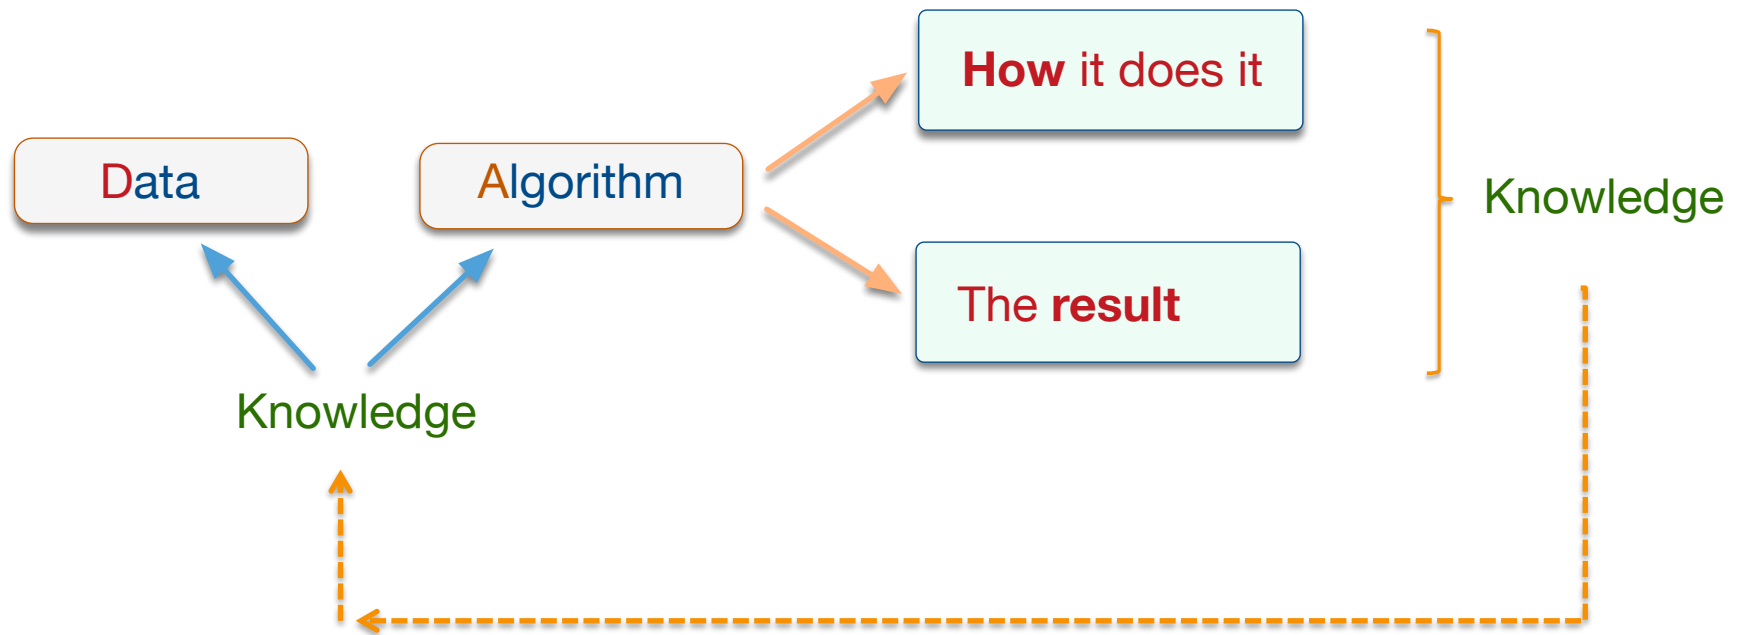 How it does it
Data
Algorithm
Knowledge
The result
Knowledge